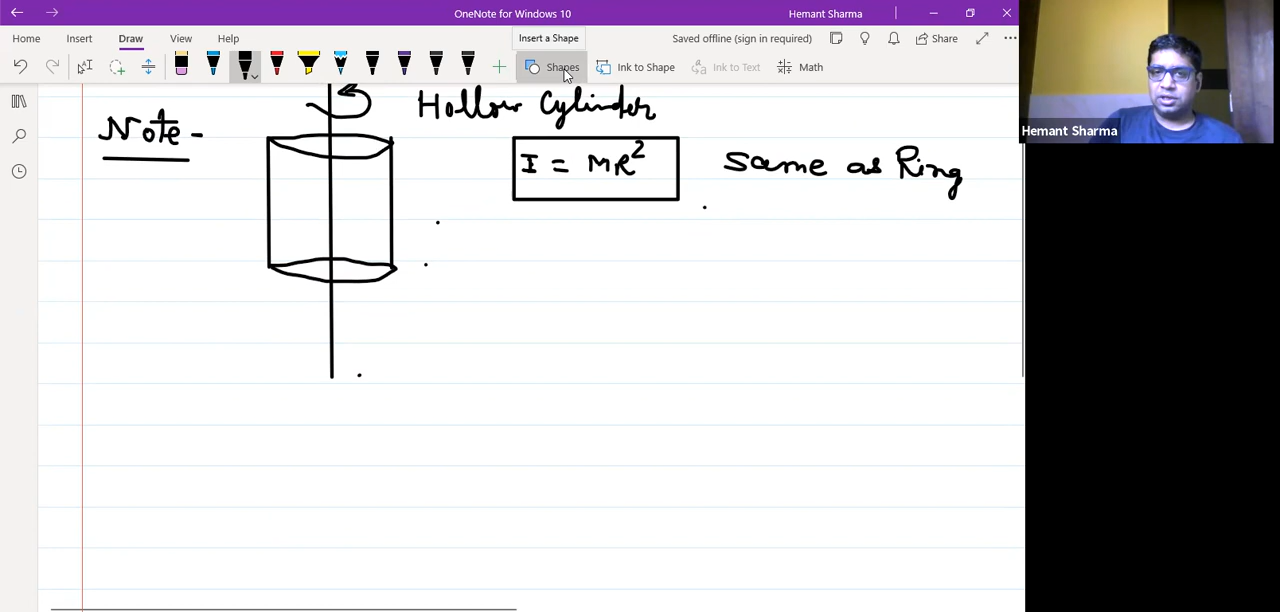 OneNote for Windows 10
Hemant Sharma
Home Insert Draw View Help
Insert a Shape
Saved offline (sign in required)
Share
Shapes
Ink to Shape
Ink to Text
Math
Hemant Sharma
Note -
Hollow Cylinder
I = MR²
Same as Ring